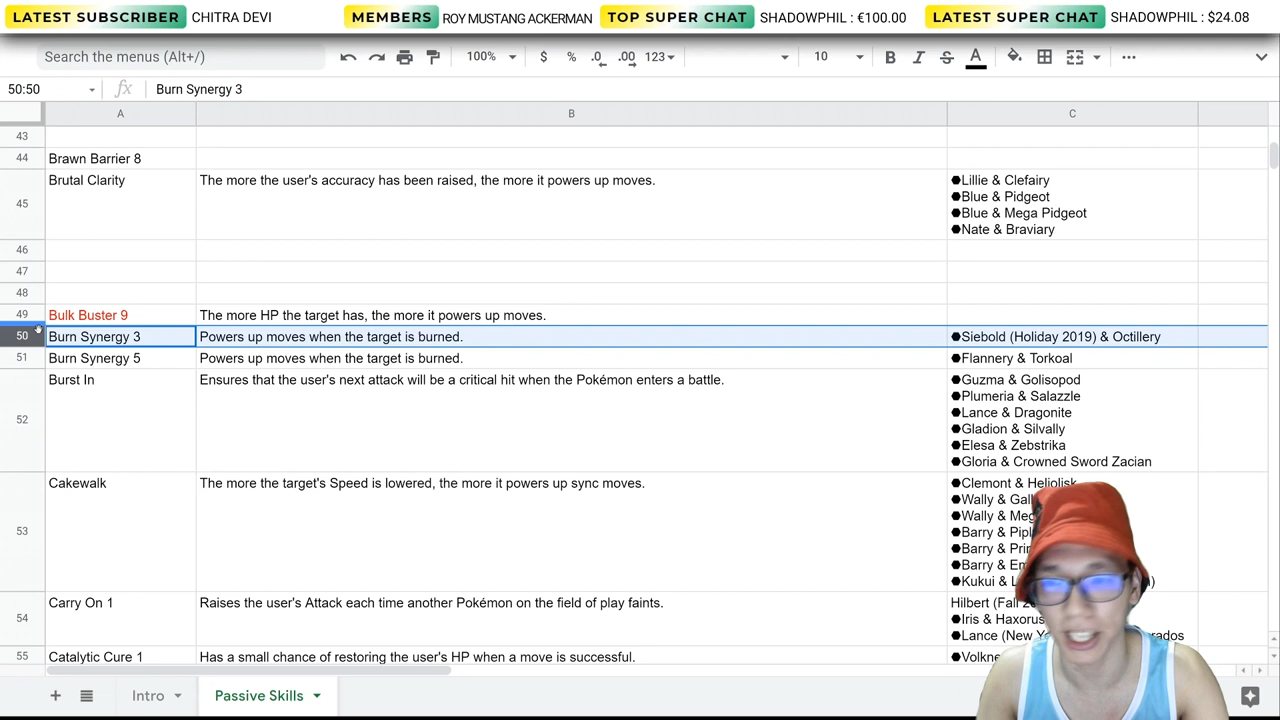 LATEST SUBSCRIBER CHITRA DEVI MEMBERS ROY MUSTANG ACKERMAN TOP SUPER CHAT SHADOWPHIL : €100.00 LATEST SUPER CHAT SHADOWPHIL : $24.08
Search the menus (Alt+/) 100% $ % .0 .00 123 10 B I S A
50:50 fx Burn Synergy 3
A B C
43
44 Brawn Barrier 8
45 Brutal Clarity The more the user's accuracy has been raised, the more it powers up moves. ●Lillie & Clefairy
●Blue & Pidgeot
●Blue & Mega Pidgeot
●Nate & Braviary
46
47
48
49 Bulk Buster 9 The more HP the target has, the more it powers up moves.
50 Burn Synergy 3 Powers up moves when the target is burned. ●Siebold (Holiday 2019) & Octillery
51 Burn Synergy 5 Powers up moves when the target is burned. ●Flannery & Torkoal
52 Burst In Ensures that the user's next attack will be a critical hit when the Pokémon enters a battle. ●Guzma & Golisopod
●Plumeria & Salazzle
●Lance & Dragonite
●Gladion & Silvally
●Elesa & Zebstrika
●Gloria & Crowned Sword Zacian
53 Cakewalk The more the target's Speed is lowered, the more it powers up sync moves. ●Clemont & Heliolisk
●Wally & Gal
●Wally & Meg
●Barry & Pipl
●Barry & Prin
●Barry & Em
●Kukui & L )
54 Carry On 1 Raises the user's Attack each time another Pokémon on the field of play faints. Hilbert (Fall 2
●Iris & Haxorus
●Lance (New Ye rados
55 Catalytic Cure 1 Has a small chance of restoring the user's HP when a move is successful. ●Volkne
+ Intro Passive Skills